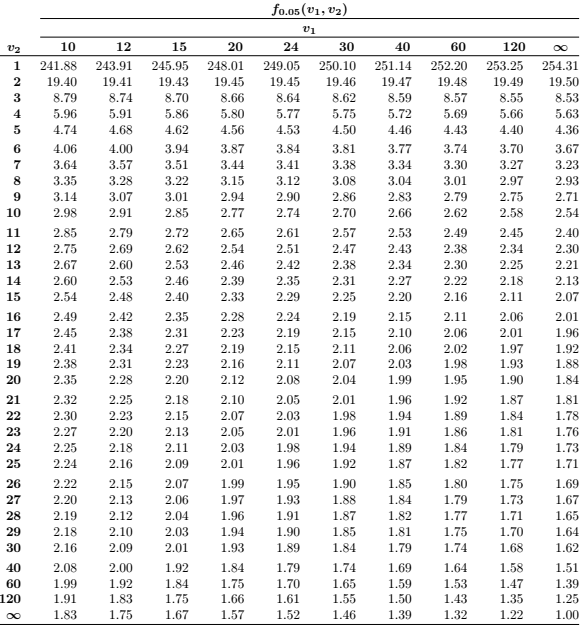 f0.05(v1, v2)
v1
v2 10 12 15 20 24 30 40 60 120 ∞
1 241.88 243.91 245.95 248.01 249.05 250.10 251.14 252.20 253.25 254.31
2 19.40 19.41 19.43 19.45 19.45 19.46 19.47 19.48 19.49 19.50
3 8.79 8.74 8.70 8.66 8.64 8.62 8.59 8.57 8.55 8.53
4 5.96 5.91 5.86 5.80 5.77 5.75 5.72 5.69 5.66 5.63
5 4.74 4.68 4.62 4.56 4.53 4.50 4.46 4.43 4.40 4.36
6 4.06 4.00 3.94 3.87 3.84 3.81 3.77 3.74 3.70 3.67
7 3.64 3.57 3.51 3.44 3.41 3.38 3.34 3.30 3.27 3.23
8 3.35 3.28 3.22 3.15 3.12 3.08 3.04 3.01 2.97 2.93
9 3.14 3.07 3.01 2.94 2.90 2.86 2.83 2.79 2.75 2.71
10 2.98 2.91 2.85 2.77 2.74 2.70 2.66 2.62 2.58 2.54
11 2.85 2.79 2.72 2.65 2.61 2.57 2.53 2.49 2.45 2.40
12 2.75 2.69 2.62 2.54 2.51 2.47 2.43 2.38 2.34 2.30
13 2.67 2.60 2.53 2.46 2.42 2.38 2.34 2.30 2.25 2.21
14 2.60 2.53 2.46 2.39 2.35 2.31 2.27 2.22 2.18 2.13
15 2.54 2.48 2.40 2.33 2.29 2.25 2.20 2.16 2.11 2.07
16 2.49 2.42 2.35 2.28 2.24 2.19 2.15 2.11 2.06 2.01
17 2.45 2.38 2.31 2.23 2.19 2.15 2.10 2.06 2.01 1.96
18 2.41 2.34 2.27 2.19 2.15 2.11 2.06 2.02 1.97 1.92
19 2.38 2.31 2.23 2.16 2.11 2.07 2.03 1.98 1.93 1.88
20 2.35 2.28 2.20 2.12 2.08 2.04 1.99 1.95 1.90 1.84
21 2.32 2.25 2.18 2.10 2.05 2.01 1.96 1.92 1.87 1.81
22 2.30 2.23 2.15 2.07 2.03 1.98 1.94 1.89 1.84 1.78
23 2.27 2.20 2.13 2.05 2.01 1.96 1.91 1.86 1.81 1.76
24 2.25 2.18 2.11 2.03 1.98 1.94 1.89 1.84 1.79 1.73
25 2.24 2.16 2.09 2.01 1.96 1.92 1.87 1.82 1.77 1.71
26 2.22 2.15 2.07 1.99 1.95 1.90 1.85 1.80 1.75 1.69
27 2.20 2.13 2.06 1.97 1.93 1.88 1.84 1.79 1.73 1.67
28 2.19 2.12 2.04 1.96 1.91 1.87 1.82 1.77 1.71 1.65
29 2.18 2.10 2.03 1.94 1.90 1.85 1.81 1.75 1.70 1.64
30 2.16 2.09 2.01 1.93 1.89 1.84 1.79 1.74 1.68 1.62
40 2.08 2.00 1.92 1.84 1.79 1.74 1.69 1.64 1.58 1.51
60 1.99 1.92 1.84 1.75 1.70 1.65 1.59 1.53 1.47 1.39
120 1.91 1.83 1.75 1.66 1.61 1.55 1.50 1.43 1.35 1.25
∞ 1.83 1.75 1.67 1.57 1.52 1.46 1.39 1.32 1.22 1.00